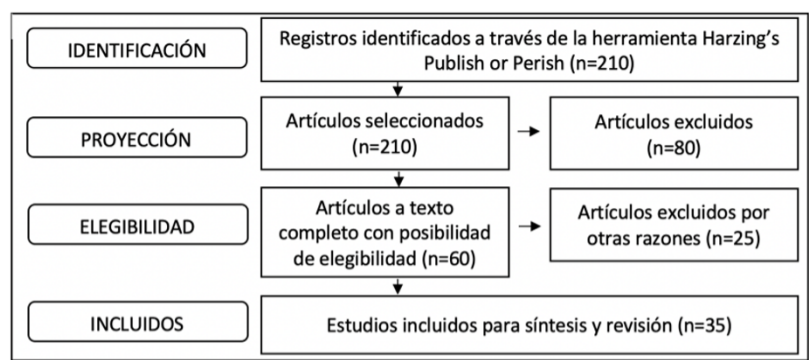 IDENTIFICACIÓN
Registros identificados a través de la herramienta Harzing's
Publish or Perish (n=210)
PROYECCIÓN
Artículos seleccionados
(n=210)
Artículos excluidos
(n=80)
ELEGIBILIDAD
Artículos a texto
completo con posibilidad
de elegibilidad (n=60)
Artículos excluidos por
otras razones (n=25)
INCLUIDOS
Estudios incluidos para síntesis y revisión (n=35)